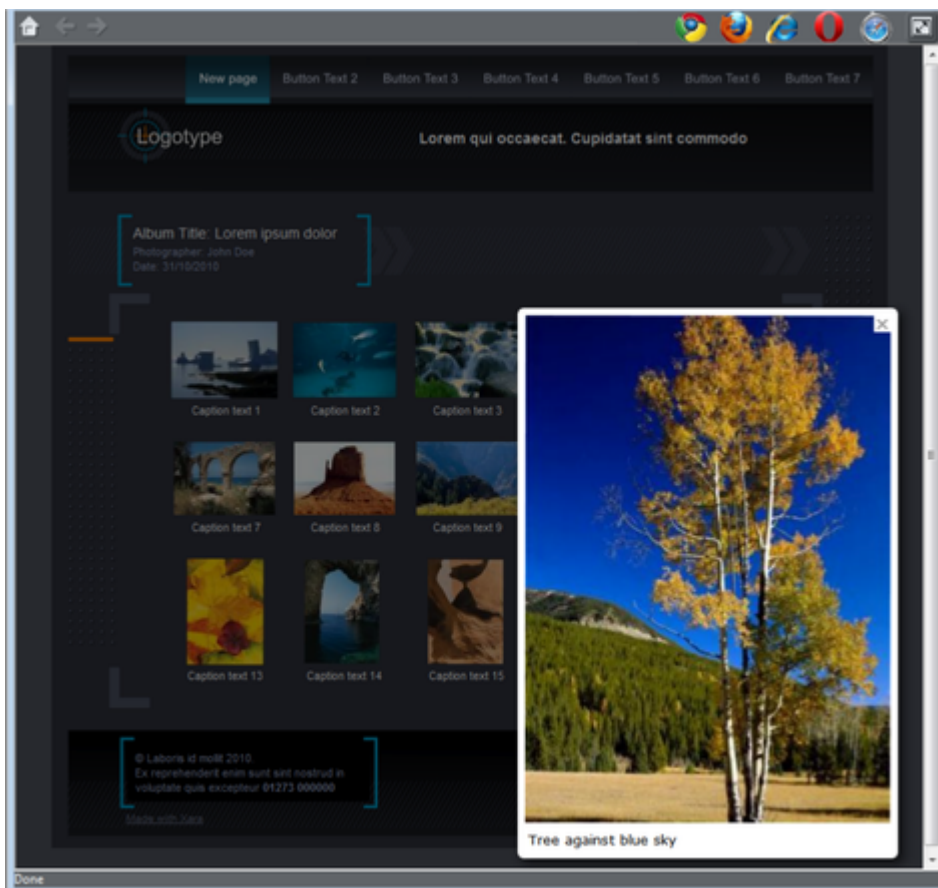 New page Button Text 2 Button Text 3 Button Text 4 Button Text 5 Button Text 6 Button Text 7
Logotype
Lorem qui occaecat. Cupidatat sint commodo
Album Title: Lorem ipsum dolor
Photographer: John Doe
Date: 31/10/2010
Caption text 1 Caption text 2 Caption text 3
Caption text 7 Caption text 8 Caption text 9
Caption text 13 Caption text 14 Caption text 15
© Laboris id mollit 2010.
Ex reprehenderit enim sunt sint nostrud in
voluptate quis excepteur 01273 000000
Made with Xara
Tree against blue sky
Done